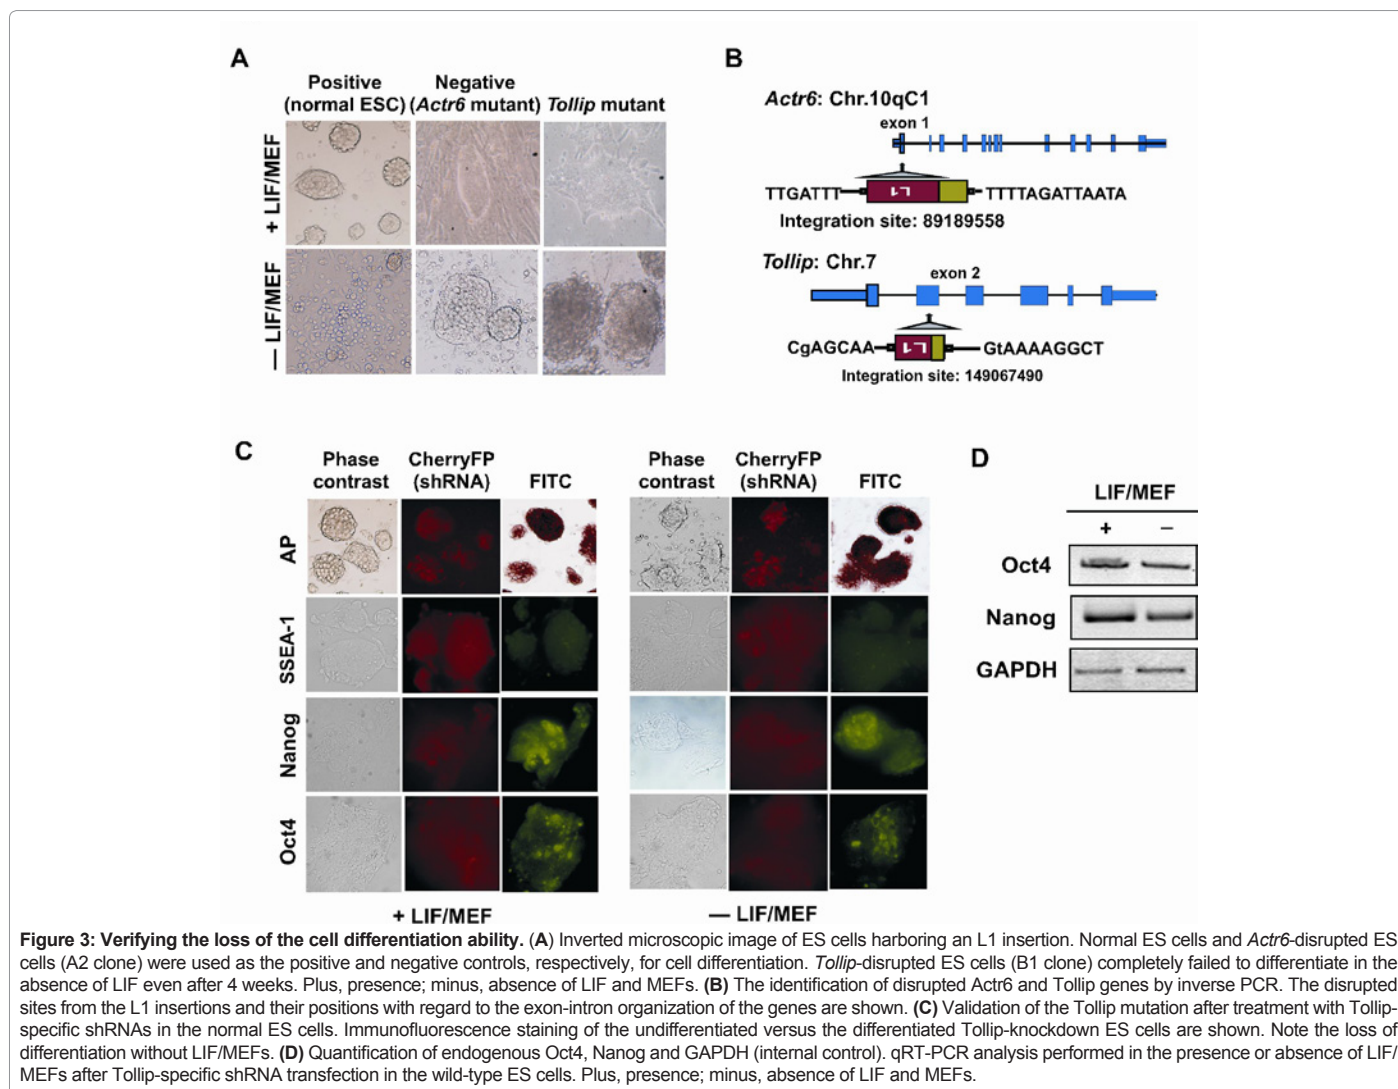 A
Positive
(normal ESC)
Negative
(Actr6 mutant)
Tollip mutant
+ LIF/MEF
— LIF/MEF
B
Actr6: Chr.10qC1
exon 1
L1
TTGATTT
TTTTAGATTAATA
Integration site: 89189558
Tollip: Chr.7
exon 2
L1
CgAGCAA
GtAAAAGGCT
Integration site: 149067490
C
Phase
contrast
CherryFP
(shRNA)
FITC
Phase
contrast
CherryFP
(shRNA)
FITC
AP
SSEA-1
Nanog
Oct4
+ LIF/MEF
— LIF/MEF
D
LIF/MEF
+ –
Oct4
Nanog
GAPDH
Figure 3: Verifying the loss of the cell differentiation ability. (A) Inverted microscopic image of ES cells harboring an L1 insertion. Normal ES cells and Actr6-disrupted ES
cells (A2 clone) were used as the positive and negative controls, respectively, for cell differentiation. Tollip-disrupted ES cells (B1 clone) completely failed to differentiate in the
absence of LIF even after 4 weeks. Plus, presence; minus, absence of LIF and MEFs. (B) The identification of disrupted Actr6 and Tollip genes by inverse PCR. The disrupted
sites from the L1 insertions and their positions with regard to the exon-intron organization of the genes are shown. (C) Validation of the Tollip mutation after treatment with Tollip-
specific shRNAs in the normal ES cells. Immunofluorescence staining of the undifferentiated versus the differentiated Tollip-knockdown ES cells are shown. Note the loss of
differentiation without LIF/MEFs. (D) Quantification of endogenous Oct4, Nanog and GAPDH (internal control). qRT-PCR analysis performed in the presence or absence of LIF/
MEFs after Tollip-specific shRNA transfection in the wild-type ES cells. Plus, presence; minus, absence of LIF and MEFs.